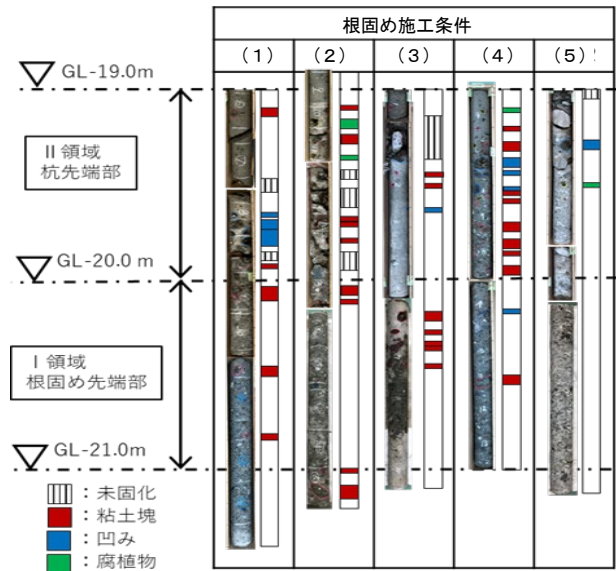 根固め施工条件
（1） （2） （3） （4） （5）
GL-19.0m
II 領域
杭先端部
GL-20.0 m
I 領域
根固め先端部
GL-21.0m
：未固化
：粘土塊
：凹み
：腐植物